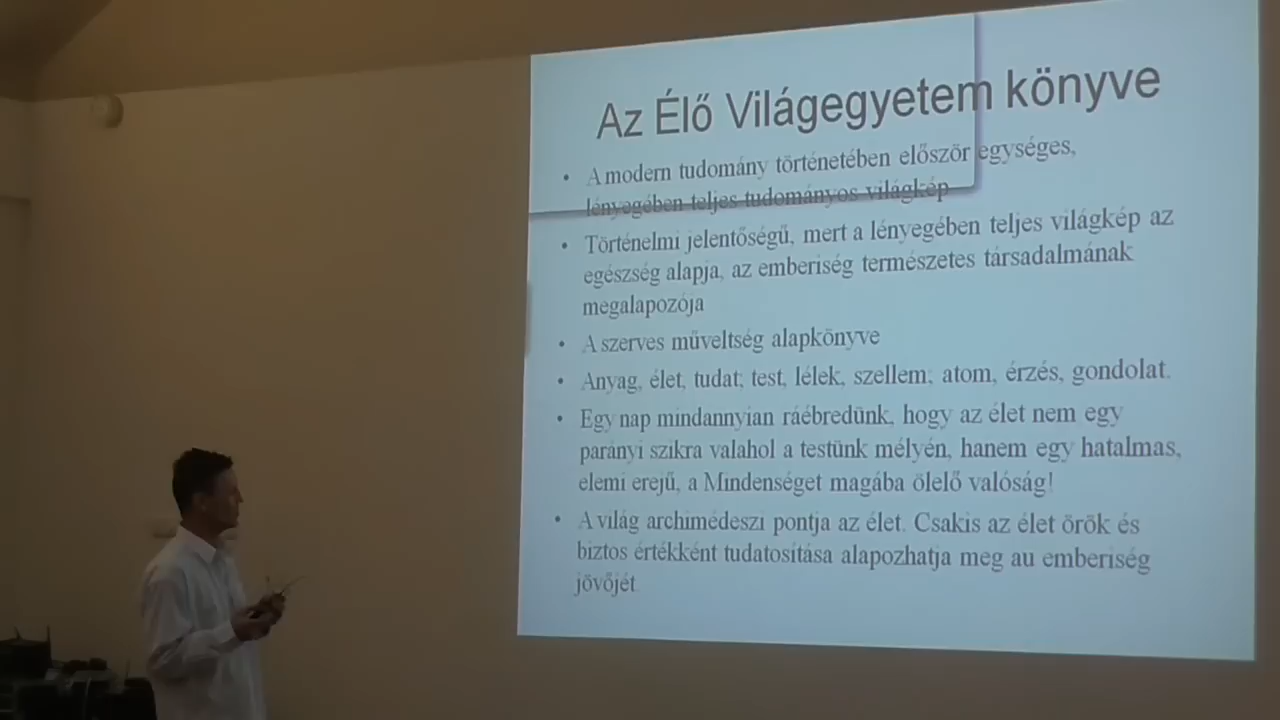 Az Élő Világegyetem könyve
• A modern tudomány történetében először egységes,
lényegében teljes tudományos világkép
• Történelmi jelentőségű, mert a lényegében teljes világkép az
egészség alapja, az emberiség természetes társadalmának
megalapozója
• A szerves műveltség alapkönyve
• Anyag, élet, tudat; test, lélek, szellem; atom, érzés, gondolat.
• Egy nap mindannyian ráébredünk, hogy az élet nem egy
parányi szikra valahol a testünk mélyén, hanem egy hatalmas,
elemi erejű, a Mindenséget magába ölelő valóság!
• A világ archimédeszi pontja az élet. Csakis az élet örök és
biztos értékként tudatosítása alapozhatja meg au emberiség
jövőjét